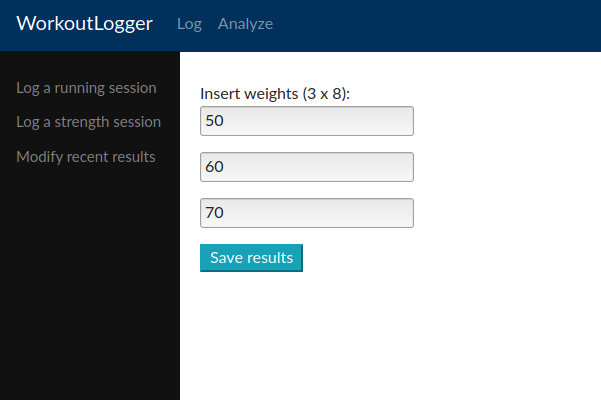 WorkoutLogger Log Analyze
Log a running session
Log a strength session
Modify recent results
Insert weights (3 x 8):
50
60
70
Save results